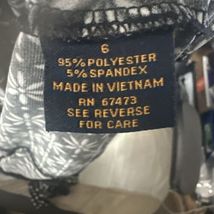 6
95% POLYESTER
5% SPANDEX
MADE IN VIETNAM
RN 67473
SEE REVERSE
FOR CARE